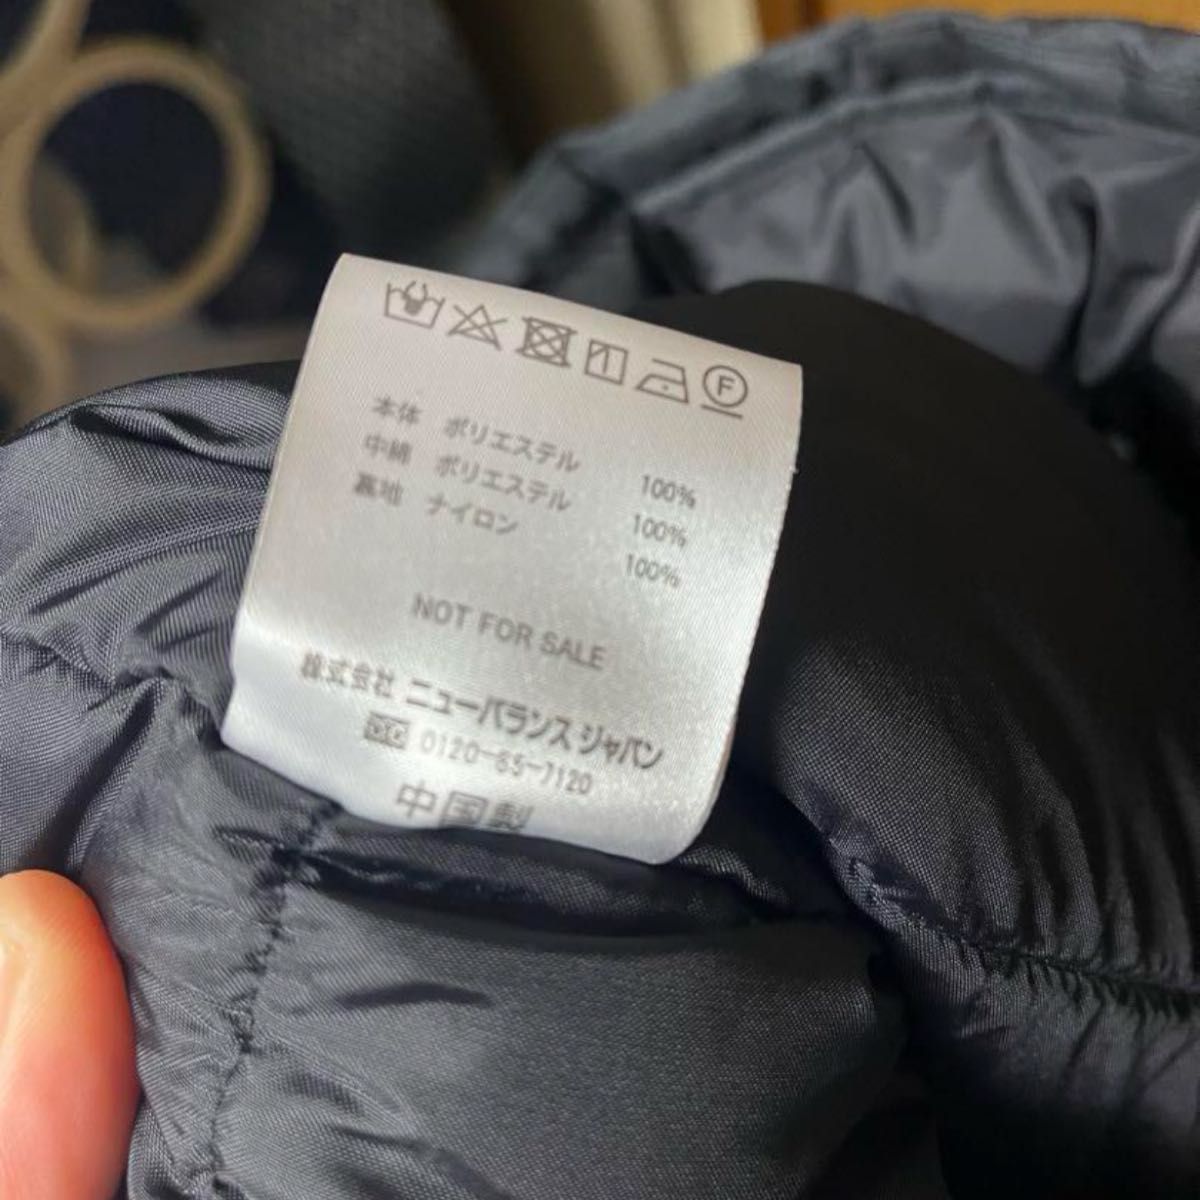 F
本体 ポリエステル 100%
中綿 ポリエステル 100%
裏地 ナイロン 100%
NOT FOR SALE
株式会社 ニューバランス ジャパン
0120-65-7120
中国製